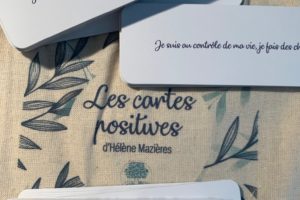 Je suis au contrôle de ma vie, je fais des
Les cartes
positives
d'Hélène Mazières